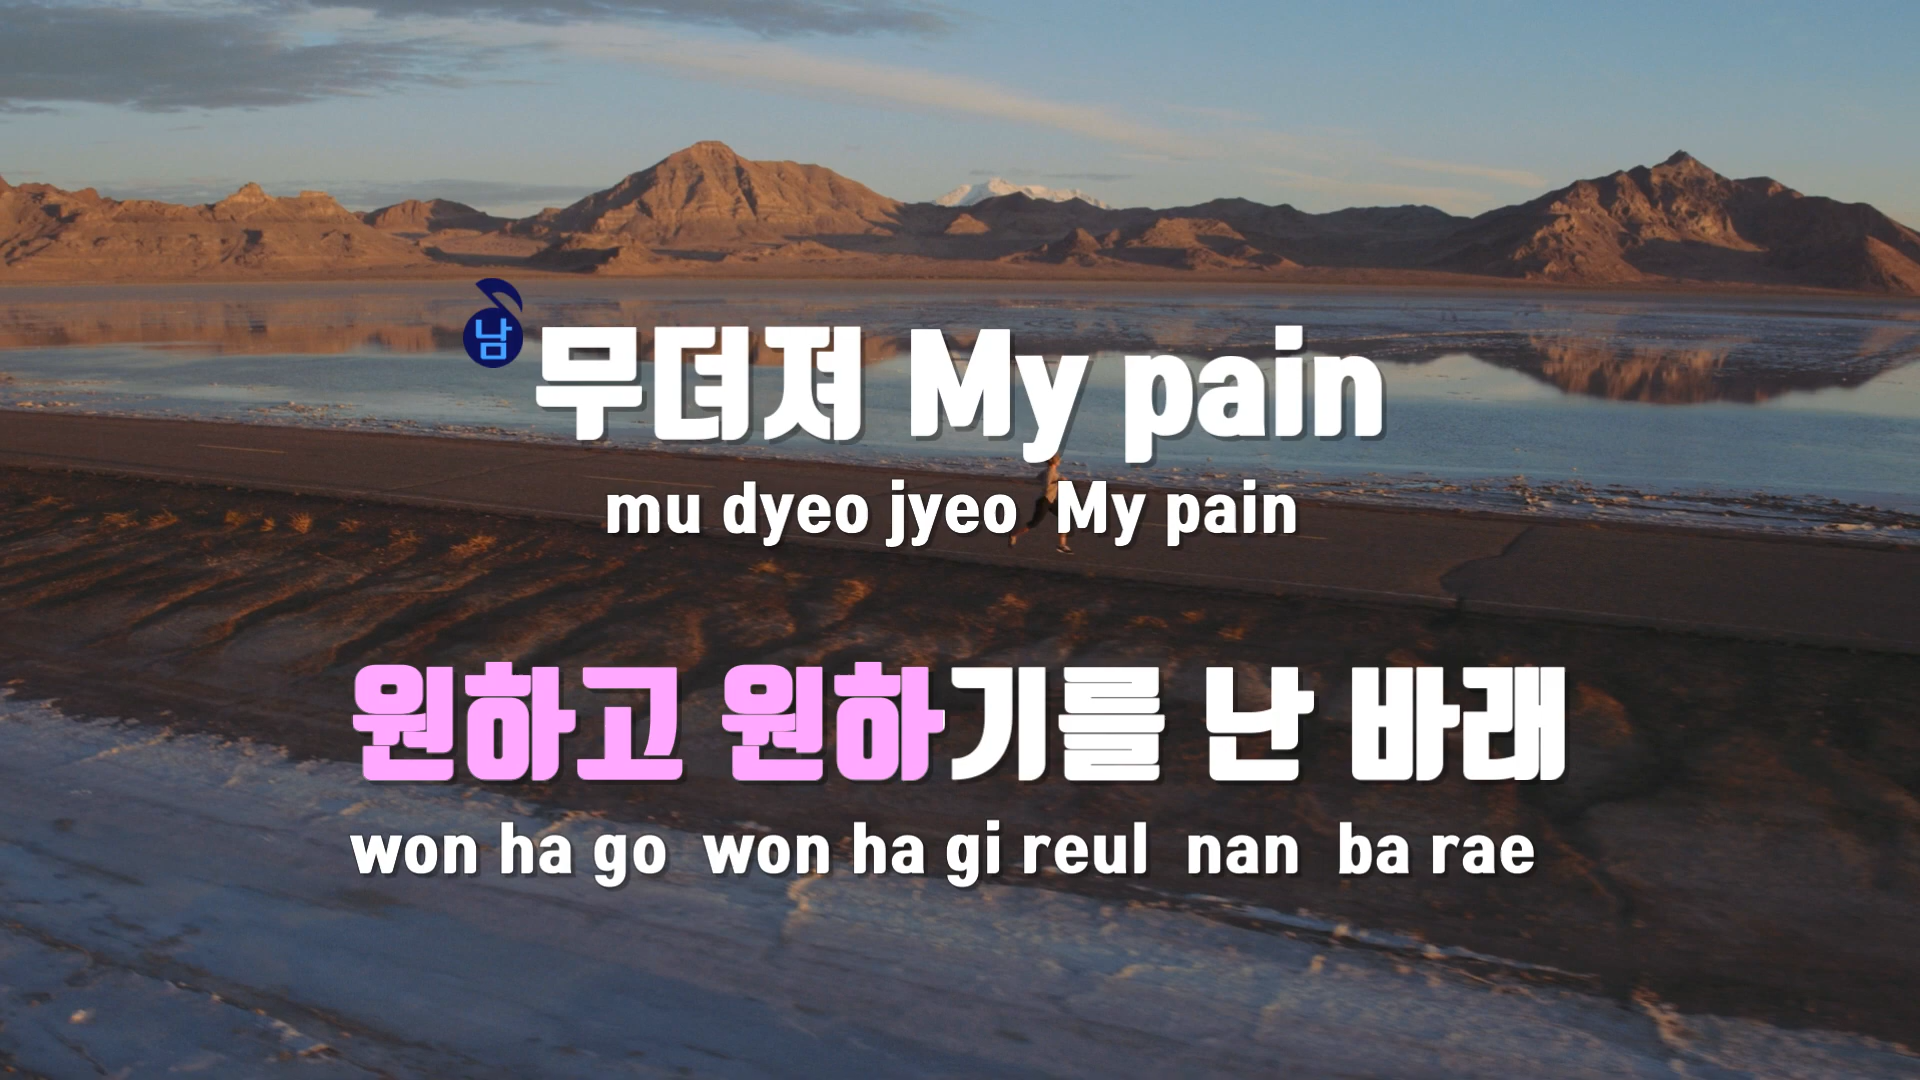 남
무뎌져 My pain
mu dyeo jyeo My pain
원하고 원하기를 난 바래
won ha go won ha gi reul nan ba rae